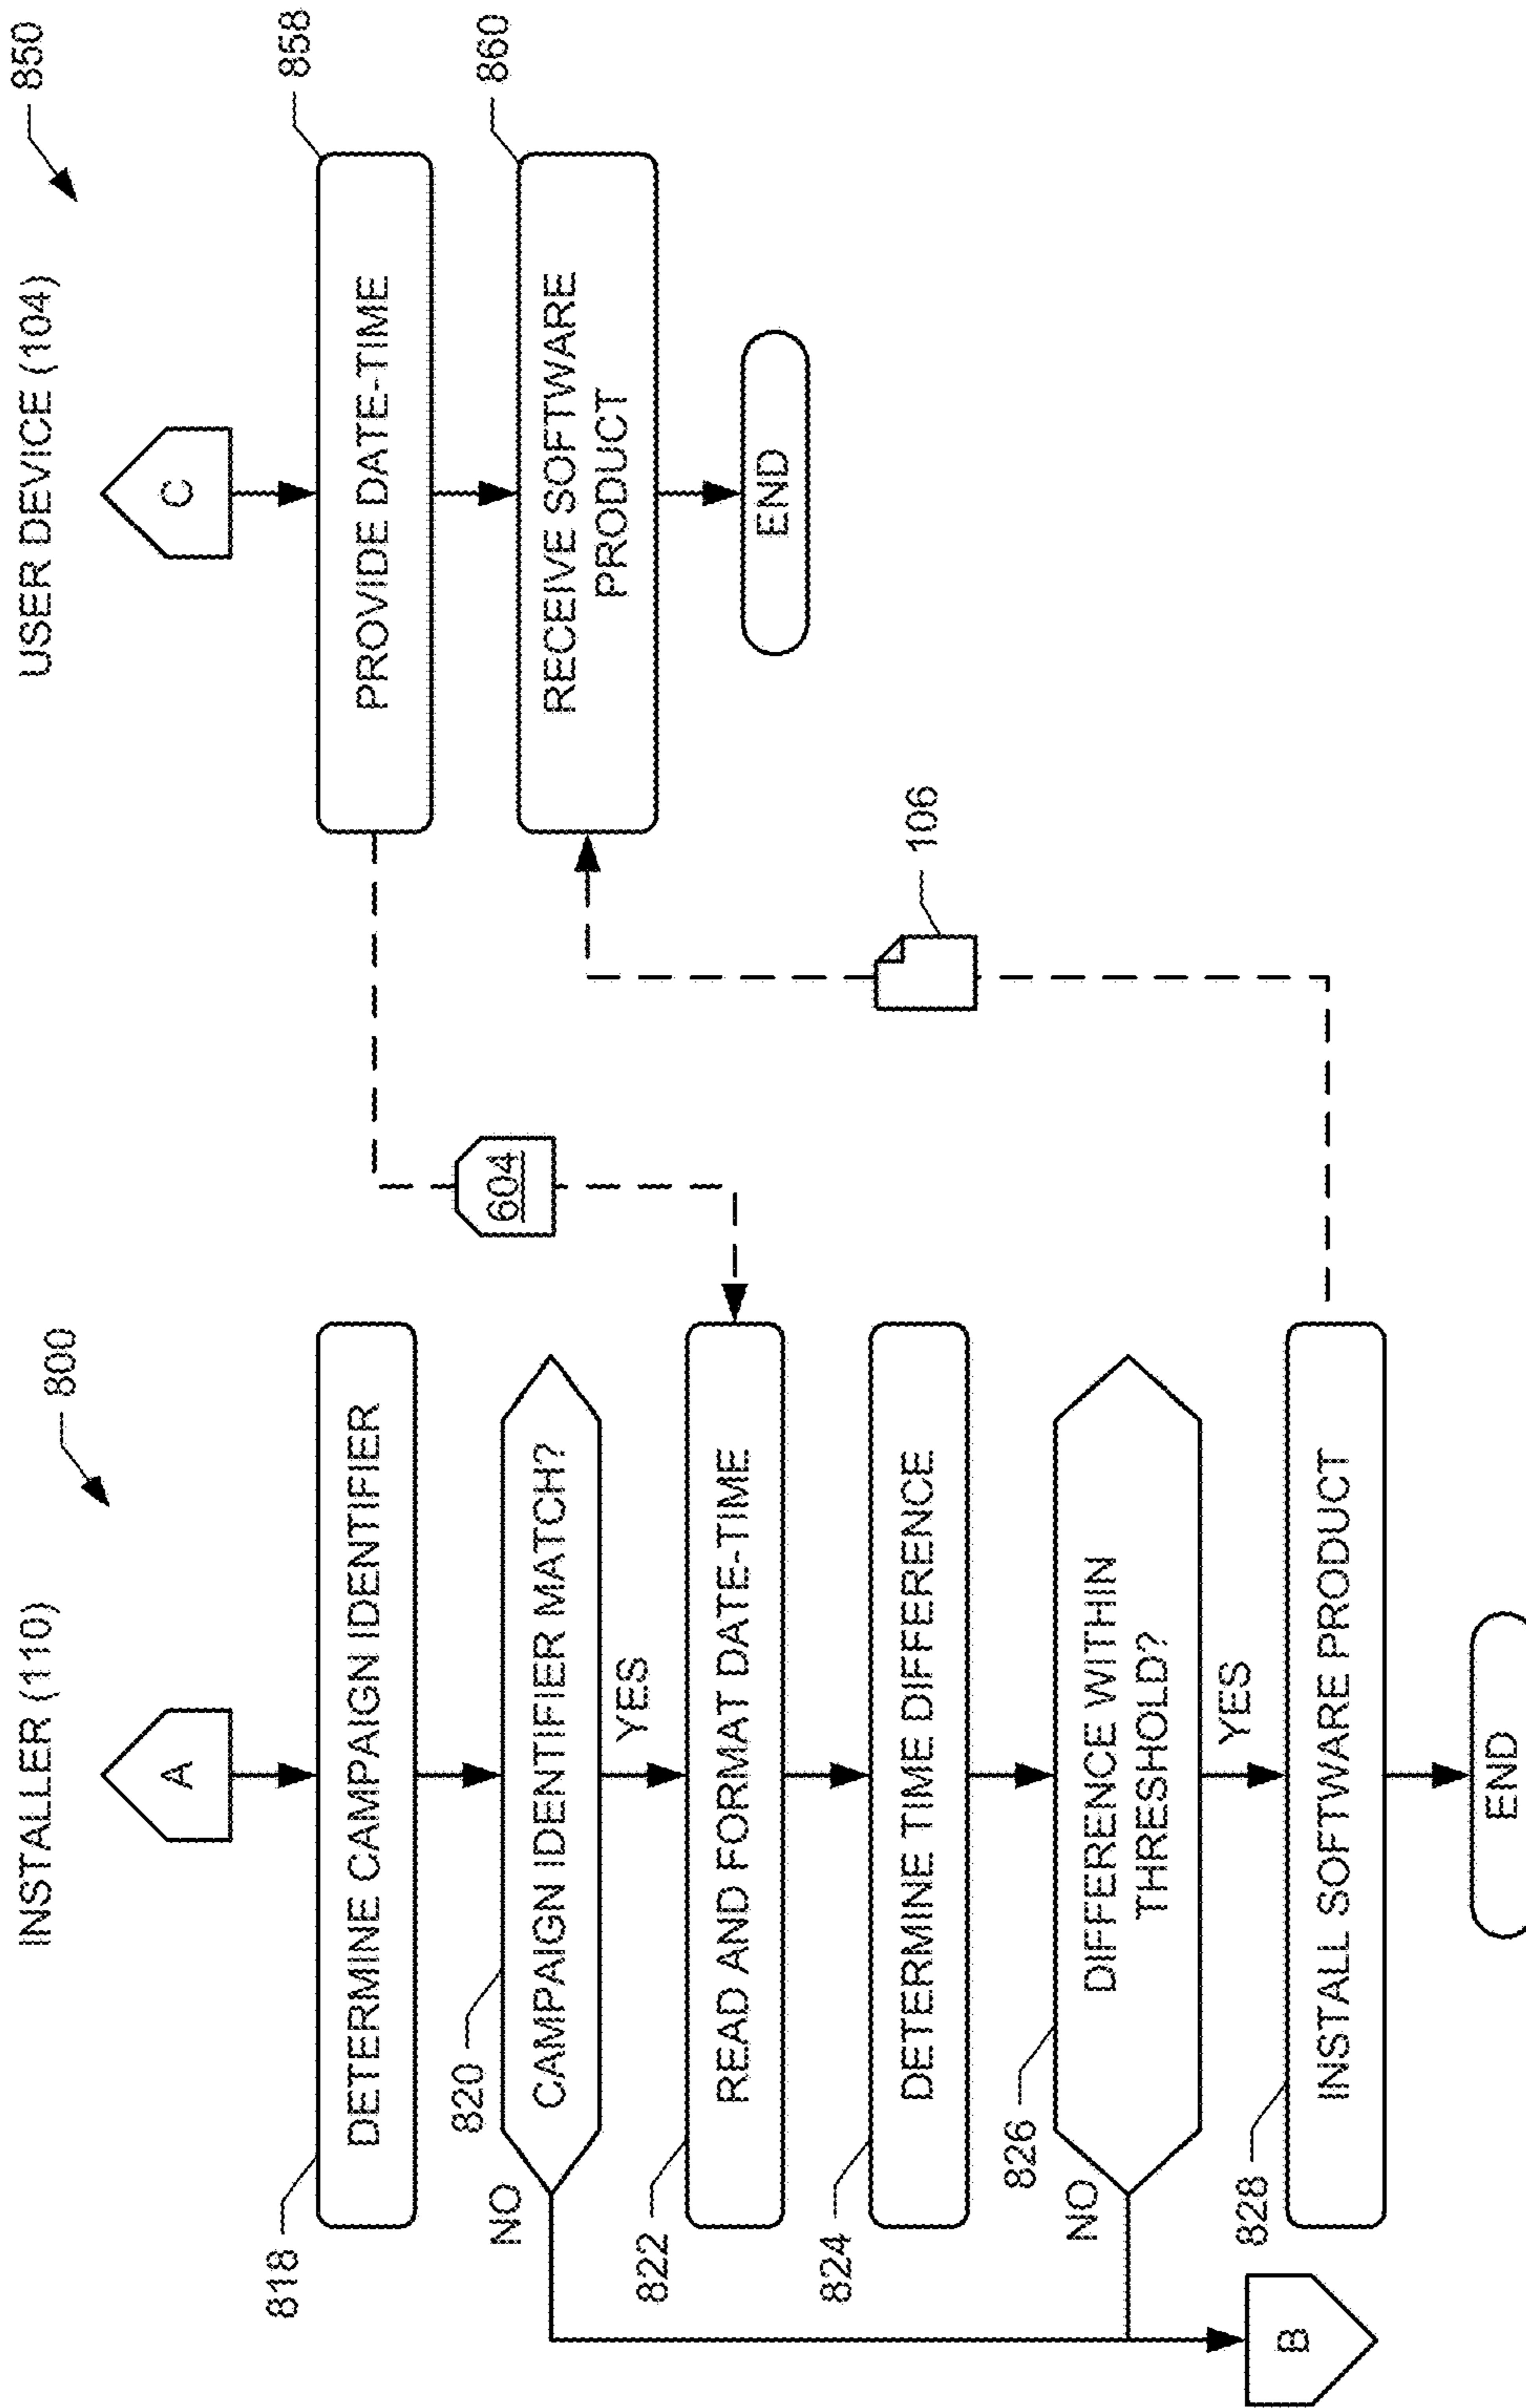 INSTALLER (110)
800
A
818
DETERMINE CAMPAIGN IDENTIFIER
820
CAMPAIGN IDENTIFIER MATCH?
NO
YES
822
READ AND FORMAT DATE-TIME
824
DETERMINE TIME DIFFERENCE
826
DIFFERENCE WITHIN
THRESHOLD?
NO
YES
828
INSTALL SOFTWARE PRODUCT
B
END
604
106
USER DEVICE (104)
850
C
858
PROVIDE DATE-TIME
860
RECEIVE SOFTWARE
PRODUCT
END